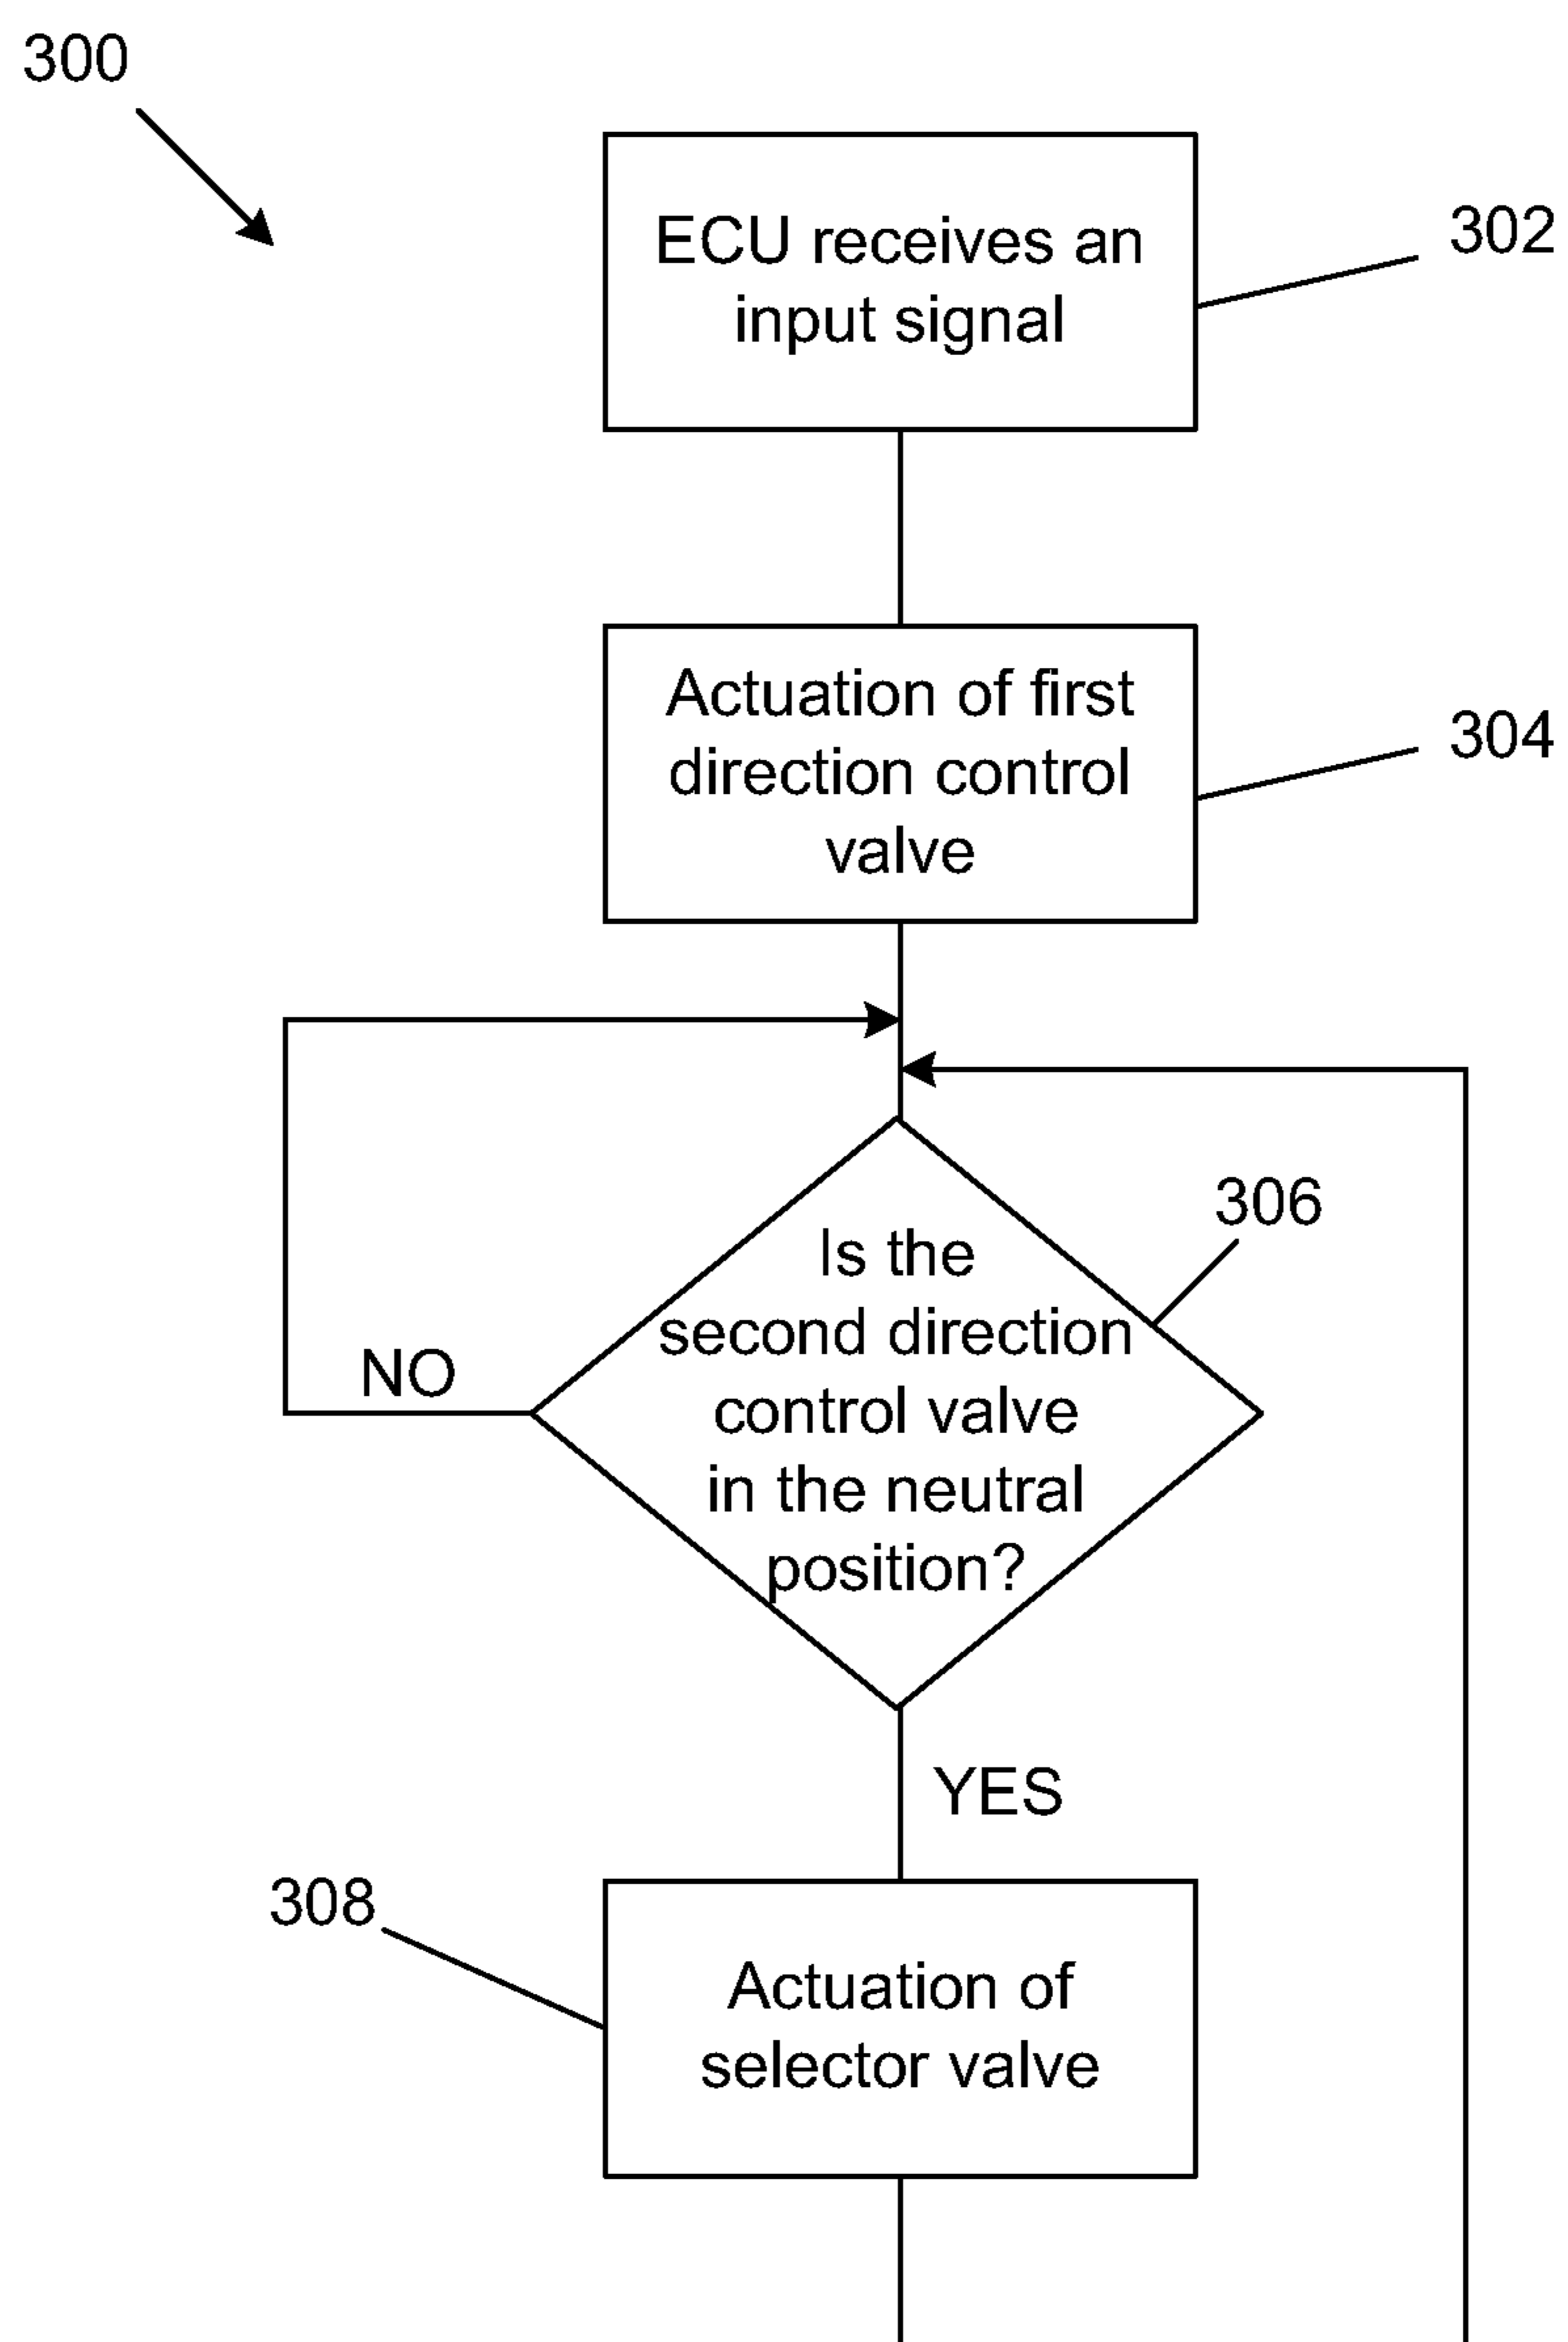 300
ECU receives an
input signal
302
Actuation of first
direction control
valve
304
306
Is the
second direction
control valve
in the neutral
position?
NO
YES
308
Actuation of
selector valve